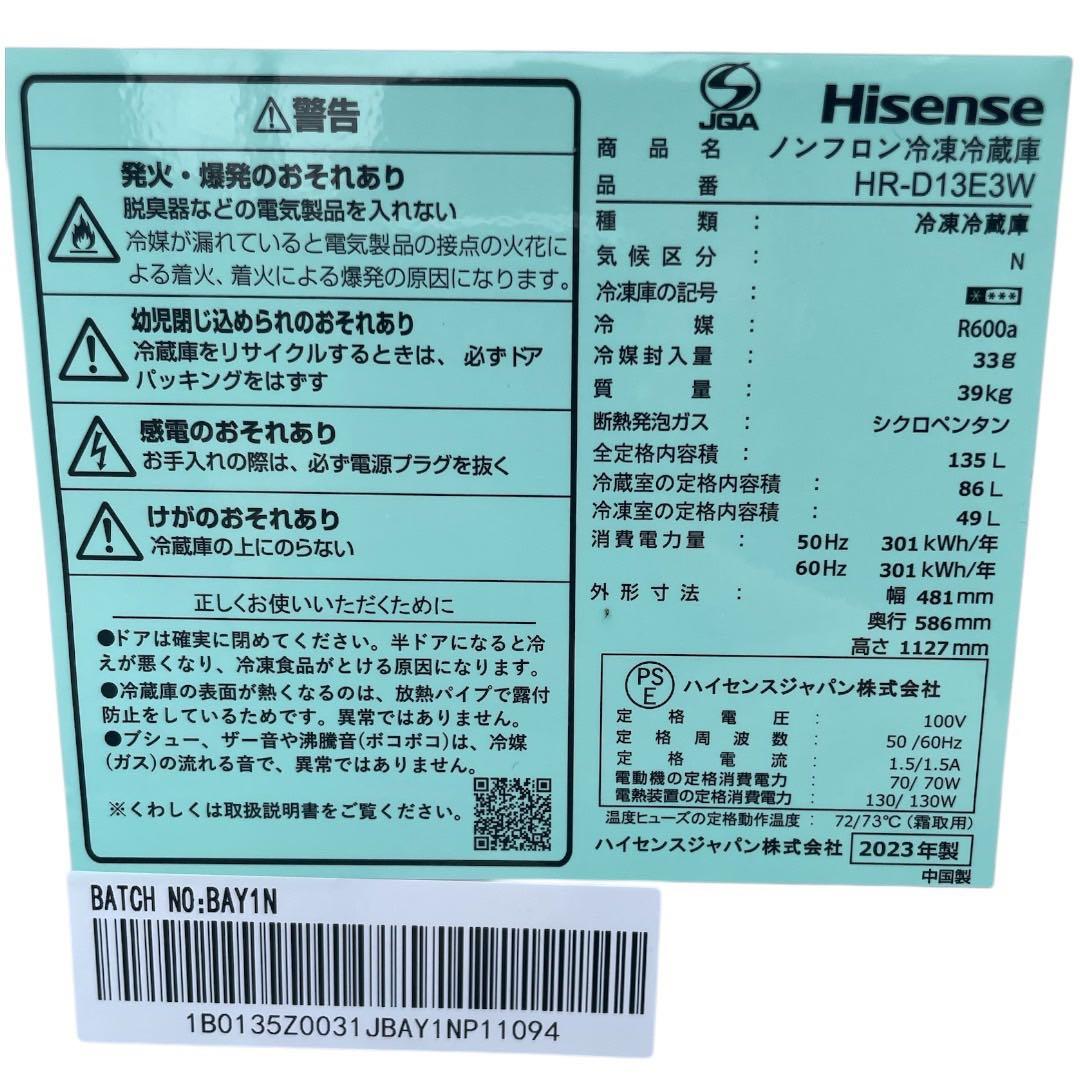 ⚠警告
発火・爆発のおそれあり
脱臭器などの電気製品を入れない
冷媒が漏れていると電気製品の接点の火花に
よる着火、着火による爆発の原因になります。
幼児閉じ込められのおそれあり
冷蔵庫をリサイクルするときは、必ずドア
パッキングをはずす
感電のおそれあり
お手入れの際は、必ず電源プラグを抜く
けがのおそれあり
冷蔵庫の上にのらない
正しくお使いいただくために
●ドアは確実に閉めてください。半ドアになると冷
えが悪くなり、冷凍食品がとける原因になります。
●冷蔵庫の表面が熱くなるのは、放熱パイプで露付
防止をしているためです。異常ではありません。
●ブシュー、ザー音や沸騰音(ボコボコ)は、冷媒
(ガス)の流れる音で、異常ではありません。
※くわしくは取扱説明書をご覧ください。
JQA
Hisense
商品名 ノンフロン冷凍冷蔵庫
品番 HR-D13E3W
種類： 冷凍冷蔵庫
気候区分： N
冷凍庫の記号： ****
冷媒： R600a
冷媒封入量： 33g
質量： 39kg
断熱発泡ガス： シクロペンタン
全定格内容積： 135L
冷蔵室の定格内容積： 86L
冷凍室の定格内容積： 49L
消費電力量： 50Hz 301kWh/年
60Hz 301kWh/年
外形寸法： 幅 481mm
奥行 586mm
高さ 1127mm
PSE ハイセンスジャパン株式会社
定格電圧： 100V
定格周波数： 50/60Hz
定格電流： 1.5/1.5A
電動機の定格消費電力： 70/70W
電熱装置の定格消費電力： 130/130W
温度ヒューズの定格動作温度： 72/73℃(霜取用)
ハイセンスジャパン株式会社 2023年製
中国製
BATCH NO:BAY1N
1B0135Z0031JBAY1NP11094